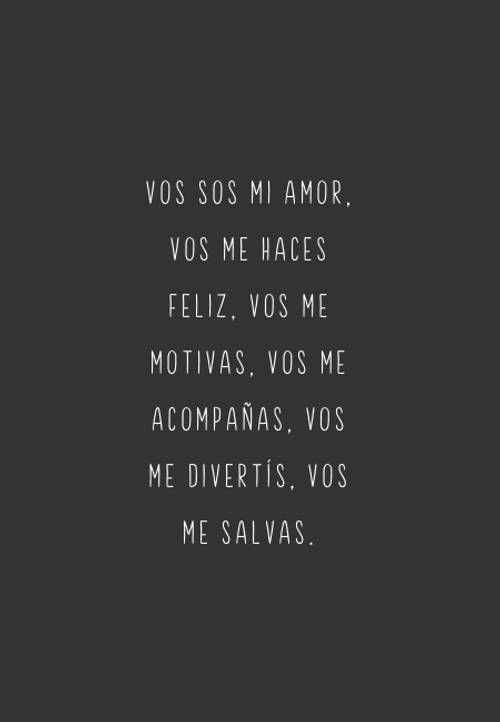 VOS SOS MI AMOR,
VOS ME HACES
FELIZ, VOS ME
MOTIVAS, VOS ME
ACOMPAÑAS, VOS
ME DIVERTÍS, VOS
ME SALVAS.